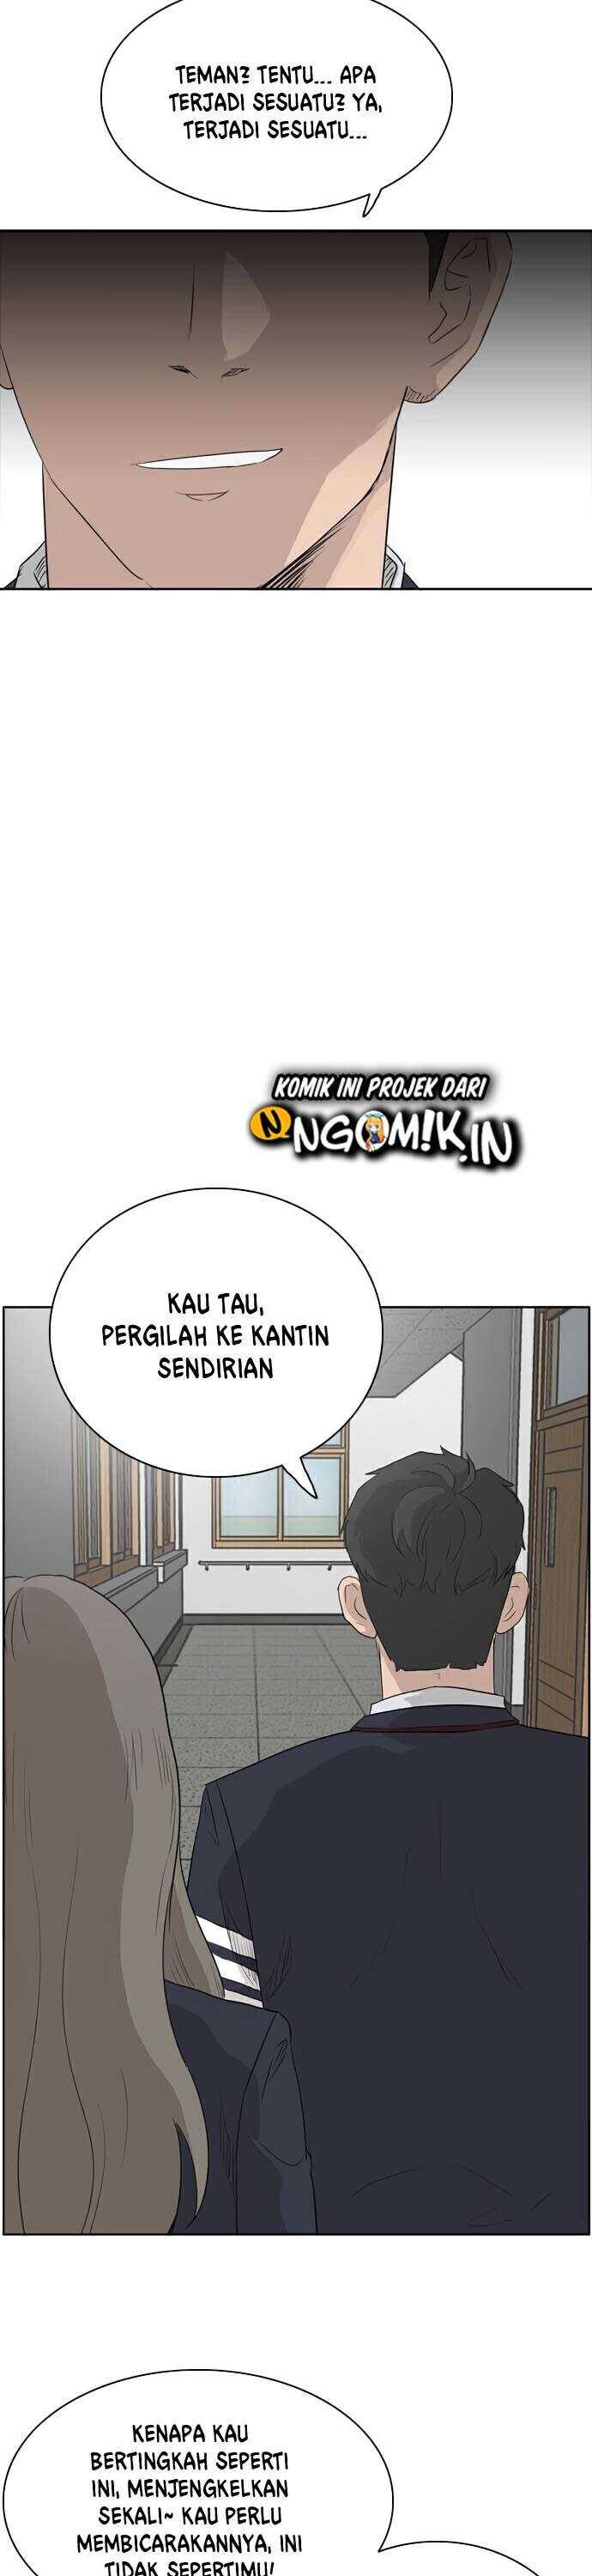 TEMAN? TENTU... APA
TERJADI SESUATU? YA,
TERJADI SESUATU...
KOMIK INI PROJEK DARI
N NGOMIK.IN
KAU TAU,
PERGILAH KE KANTIN
SENDIRIAN
KENAPA KAU
BERTINGKAH SEPERTI
INI, MENJENGKELKAN
SEKALI~ KAU PERLU
MEMBICARAKANNYA, INI
TIDAK SEPERTIMU!